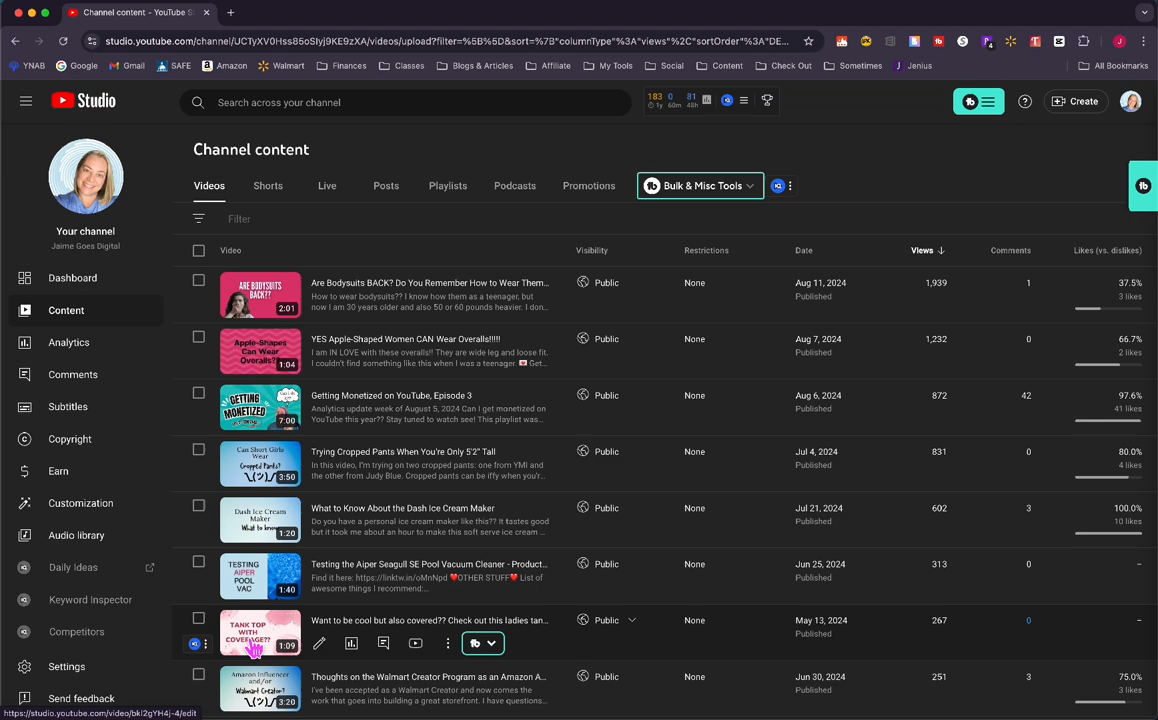 Channel content - YouTube St
studio.youtube.com/channel/UCTyXV0Hss85oSIyj9KE9zXA/videos/upload?filter=%5B%5D&sort=%7B"columnType"%3A"views"%2C"sortOrder"%3A"DE...
YNAB Google Gmail SAFE Amazon Walmart Finances Classes Blogs & Articles Affiliate My Tools Social Content Check Out Sometimes Jenius All Bookmarks
Studio
Search across your channel
183 0 81
1y 60m 48h
Create
Your channel
Jaime Goes Digital
Dashboard
Content
Analytics
Comments
Subtitles
Copyright
Earn
Customization
Audio library
Daily Ideas
Keyword Inspector
Competitors
Settings
Send feedback
Channel content
Videos Shorts Live Posts Playlists Podcasts Promotions Bulk & Misc Tools
Filter
Video Visibility Restrictions Date Views Comments Likes (vs. dislikes)
ARE BODYSUITS
BACK??
2:01
Are Bodysuits BACK? Do You Remember How to Wear Them...
How to wear bodysuits?? I know how them as a teenager, but
now I am 30 years older and also 50 or 60 pounds heavier. I don...
Public None Aug 11, 2024 1,939 1 37.5%
Published 3 likes
Apple-Shapes
Can Wear
Overalls??
1:04
YES Apple-Shaped Women CAN Wear Overalls!!!!!
I am IN LOVE with these overalls!! They are wide leg and loose fit.
I couldn't find something like this when I was a teenager. 💌 Get...
Public None Aug 7, 2024 1,232 0 66.7%
Published 2 likes
GETTING
MONETIZED
7:00
Getting Monetized on YouTube, Episode 3
Analytics update week of August 5, 2024 Can I get monetized on
YouTube this year?? Stay tuned to watch see! This playlist was...
Public None Aug 6, 2024 872 42 97.6%
Published 41 likes
Can Short Girls
Wear
Cropped Pants?
¯\_(ツ)_/¯
3:50
Trying Cropped Pants When You're Only 5'2" Tall
In this video, I'm trying on two cropped pants: one from YMI and
the other from Judy Blue. Cropped pants can be iffy when you'r...
Public None Jul 4, 2024 831 0 80.0%
Published 4 likes
Dash Ice Cream
Maker
What to know
1:20
What to Know About the Dash Ice Cream Maker
Do you have a personal ice cream maker like this?? It tastes good
but it took me about an hour to make this soft serve ice cream ...
Public None Jul 21, 2024 602 3 100.0%
Published 10 likes
TESTING
AIPER
POOL
VAC
1:40
Testing the Aiper Seagull SE Pool Vacuum Cleaner - Product...
Find it here: https://linktw.in/oMnNpd ❤️OTHER STUFF❤️ List of
awesome things I recommend:...
Public None Jun 25, 2024 313 0 –
Published
TANK TOP
WITH
COVERAGE??
1:09
Want to be cool but also covered?? Check out this ladies tan...
Public None May 13, 2024 267 0 –
Published
Amazon Influencer
and/or
Walmart Creator?
¯\_(ツ)_/¯
3:20
Thoughts on the Walmart Creator Program as an Amazon A...
I've been accepted as a Walmart Creator and now comes the
work that goes into building a great storefront. I have questions...
Public None Jun 30, 2024 251 3 75.0%
Published 3 likes
https://studio.youtube.com/video/bkI2gYH4j-4/edit